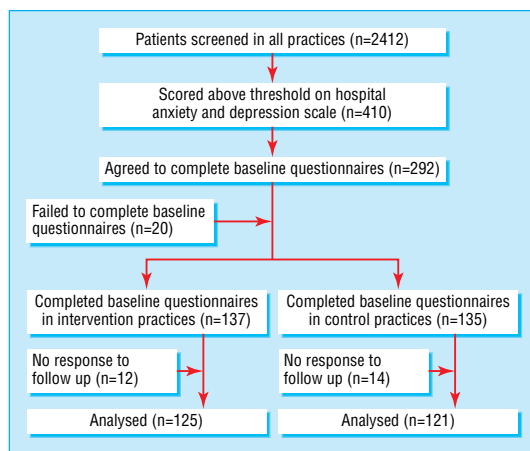 Patients screened in all practices (n=2412)
Scored above threshold on hospital
anxiety and depression scale (n=410)
Agreed to complete baseline questionnaires (n=292)
Failed to complete baseline
questionnaires (n=20)
Completed baseline questionnaires
in intervention practices (n=137)
Completed baseline questionnaires
in control practices (n=135)
No response to
follow up (n=12)
No response to
follow up (n=14)
Analysed (n=125)
Analysed (n=121)